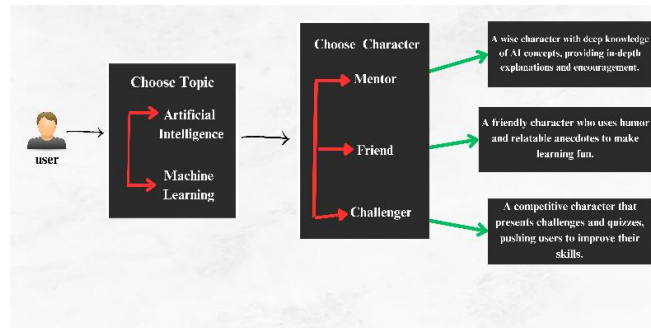 user
Choose Topic
Artificial
Intelligence
Machine
Learning
Choose Character
Mentor
Friend
Challenger
A wise character with deep knowledge
of AI concepts, providing in-depth
explanations and encouragement.
A friendly character who uses humor
and relatable anecdotes to make
learning fun.
A competitive character that
presents challenges and quizzes,
pushing users to improve their
skills.